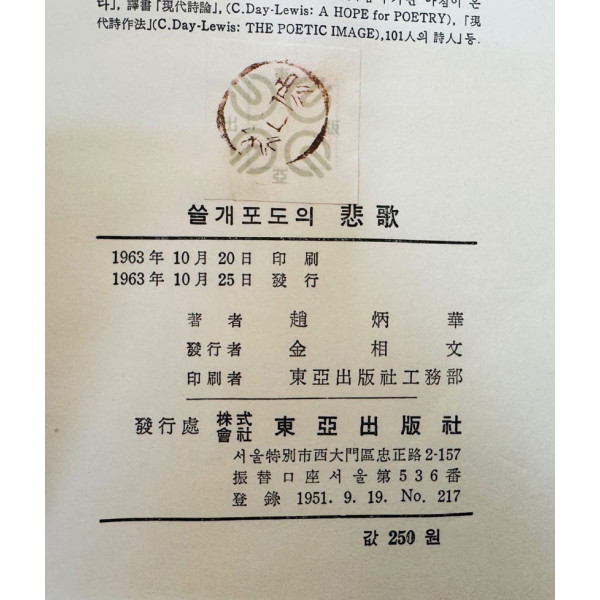 다」, 譯書「現代詩論」, (C.Day-Lewis: A HOPE for POETRY), 「現
代詩作法」(C.Day-Lewis: THE POETIC IMAGE), 101人의 詩人」등.
出 版
亞
쓸개포도의 悲歌
1963年 10月 20日 印刷
1963年 10月 25日 發行
著者 趙炳華
發行者 金相文
印刷者 東亞出版社工務部
發行處 株式會社 東亞出版社
서울特別市西大門區忠正路2-157
振替口座서울第536番
登錄 1951. 9. 19. No. 217
값 250 원